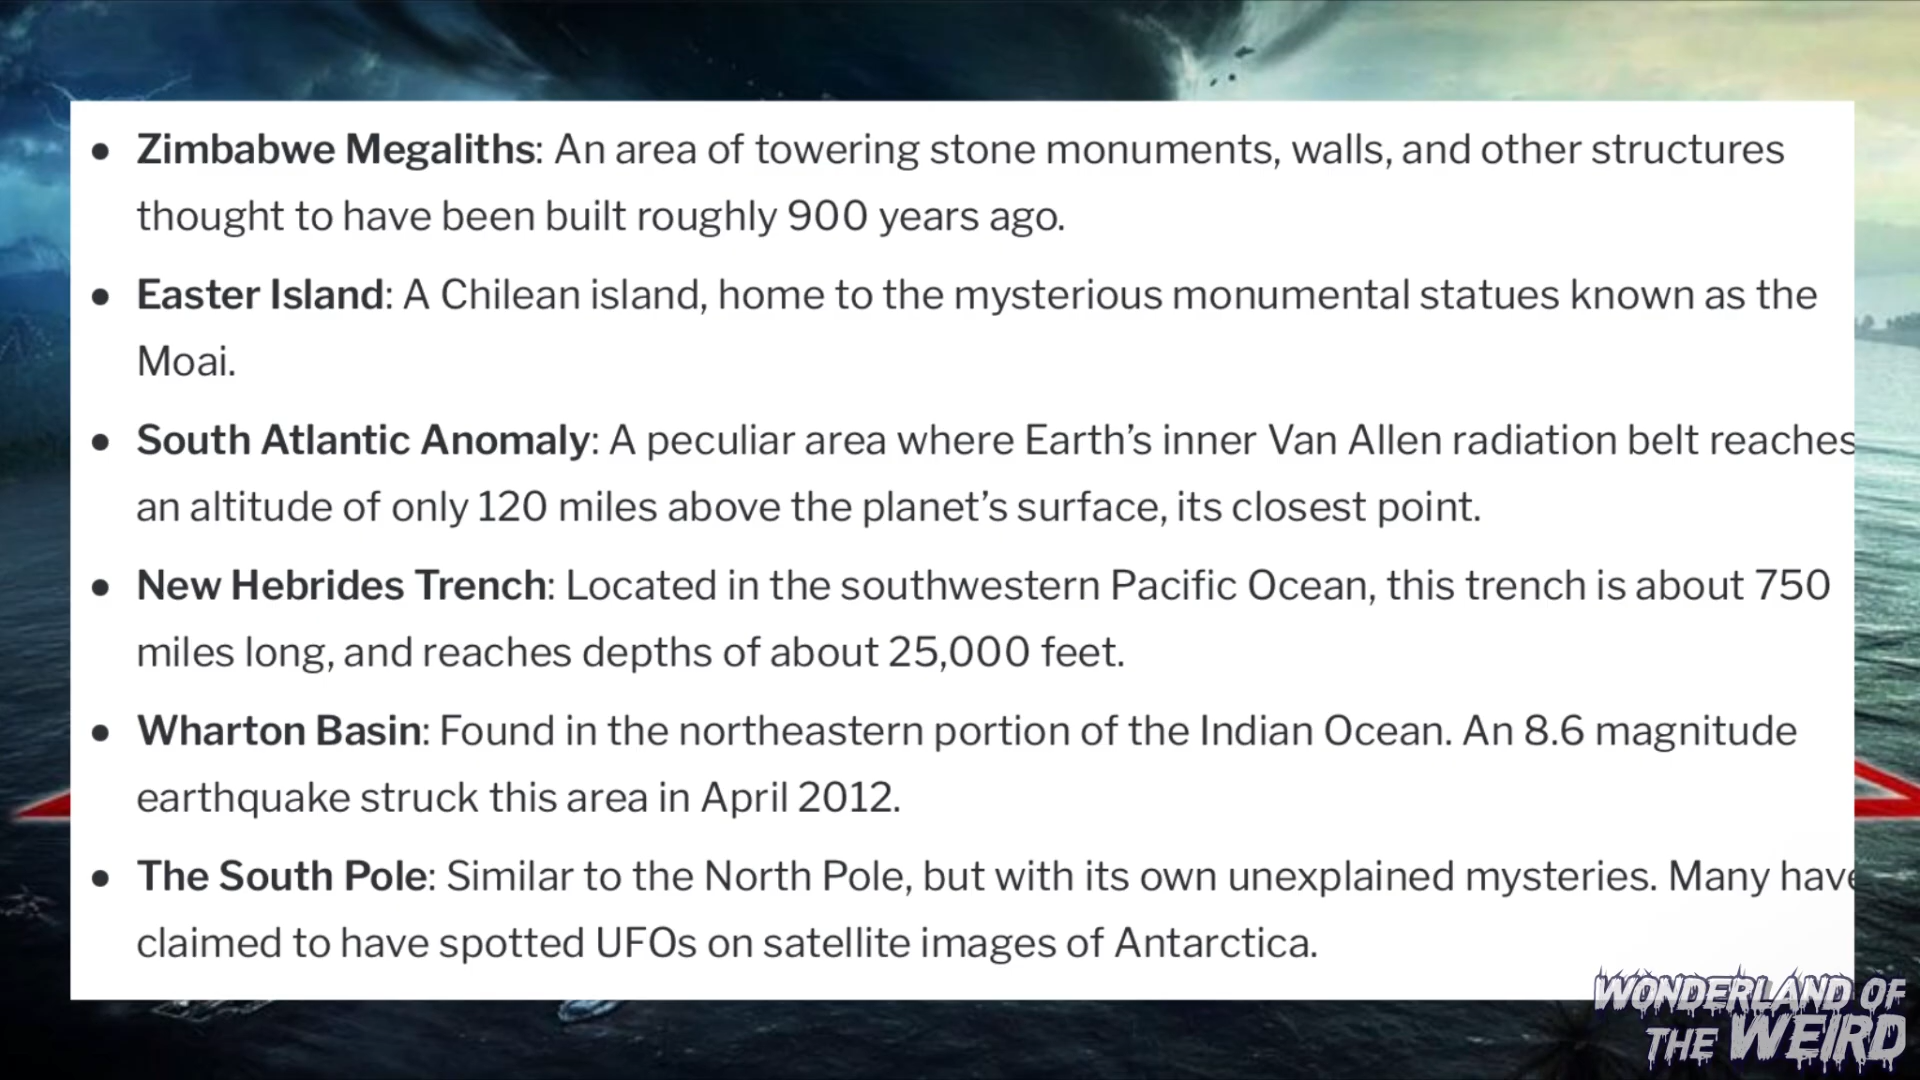 • Zimbabwe Megaliths: An area of towering stone monuments, walls, and other structures
thought to have been built roughly 900 years ago.
• Easter Island: A Chilean island, home to the mysterious monumental statues known as the
Moai.
• South Atlantic Anomaly: A peculiar area where Earth’s inner Van Allen radiation belt reaches
an altitude of only 120 miles above the planet’s surface, its closest point.
• New Hebrides Trench: Located in the southwestern Pacific Ocean, this trench is about 750
miles long, and reaches depths of about 25,000 feet.
• Wharton Basin: Found in the northeastern portion of the Indian Ocean. An 8.6 magnitude
earthquake struck this area in April 2012.
• The South Pole: Similar to the North Pole, but with its own unexplained mysteries. Many have
claimed to have spotted UFOs on satellite images of Antarctica.
WONDERLAND OF
THE WEIRD